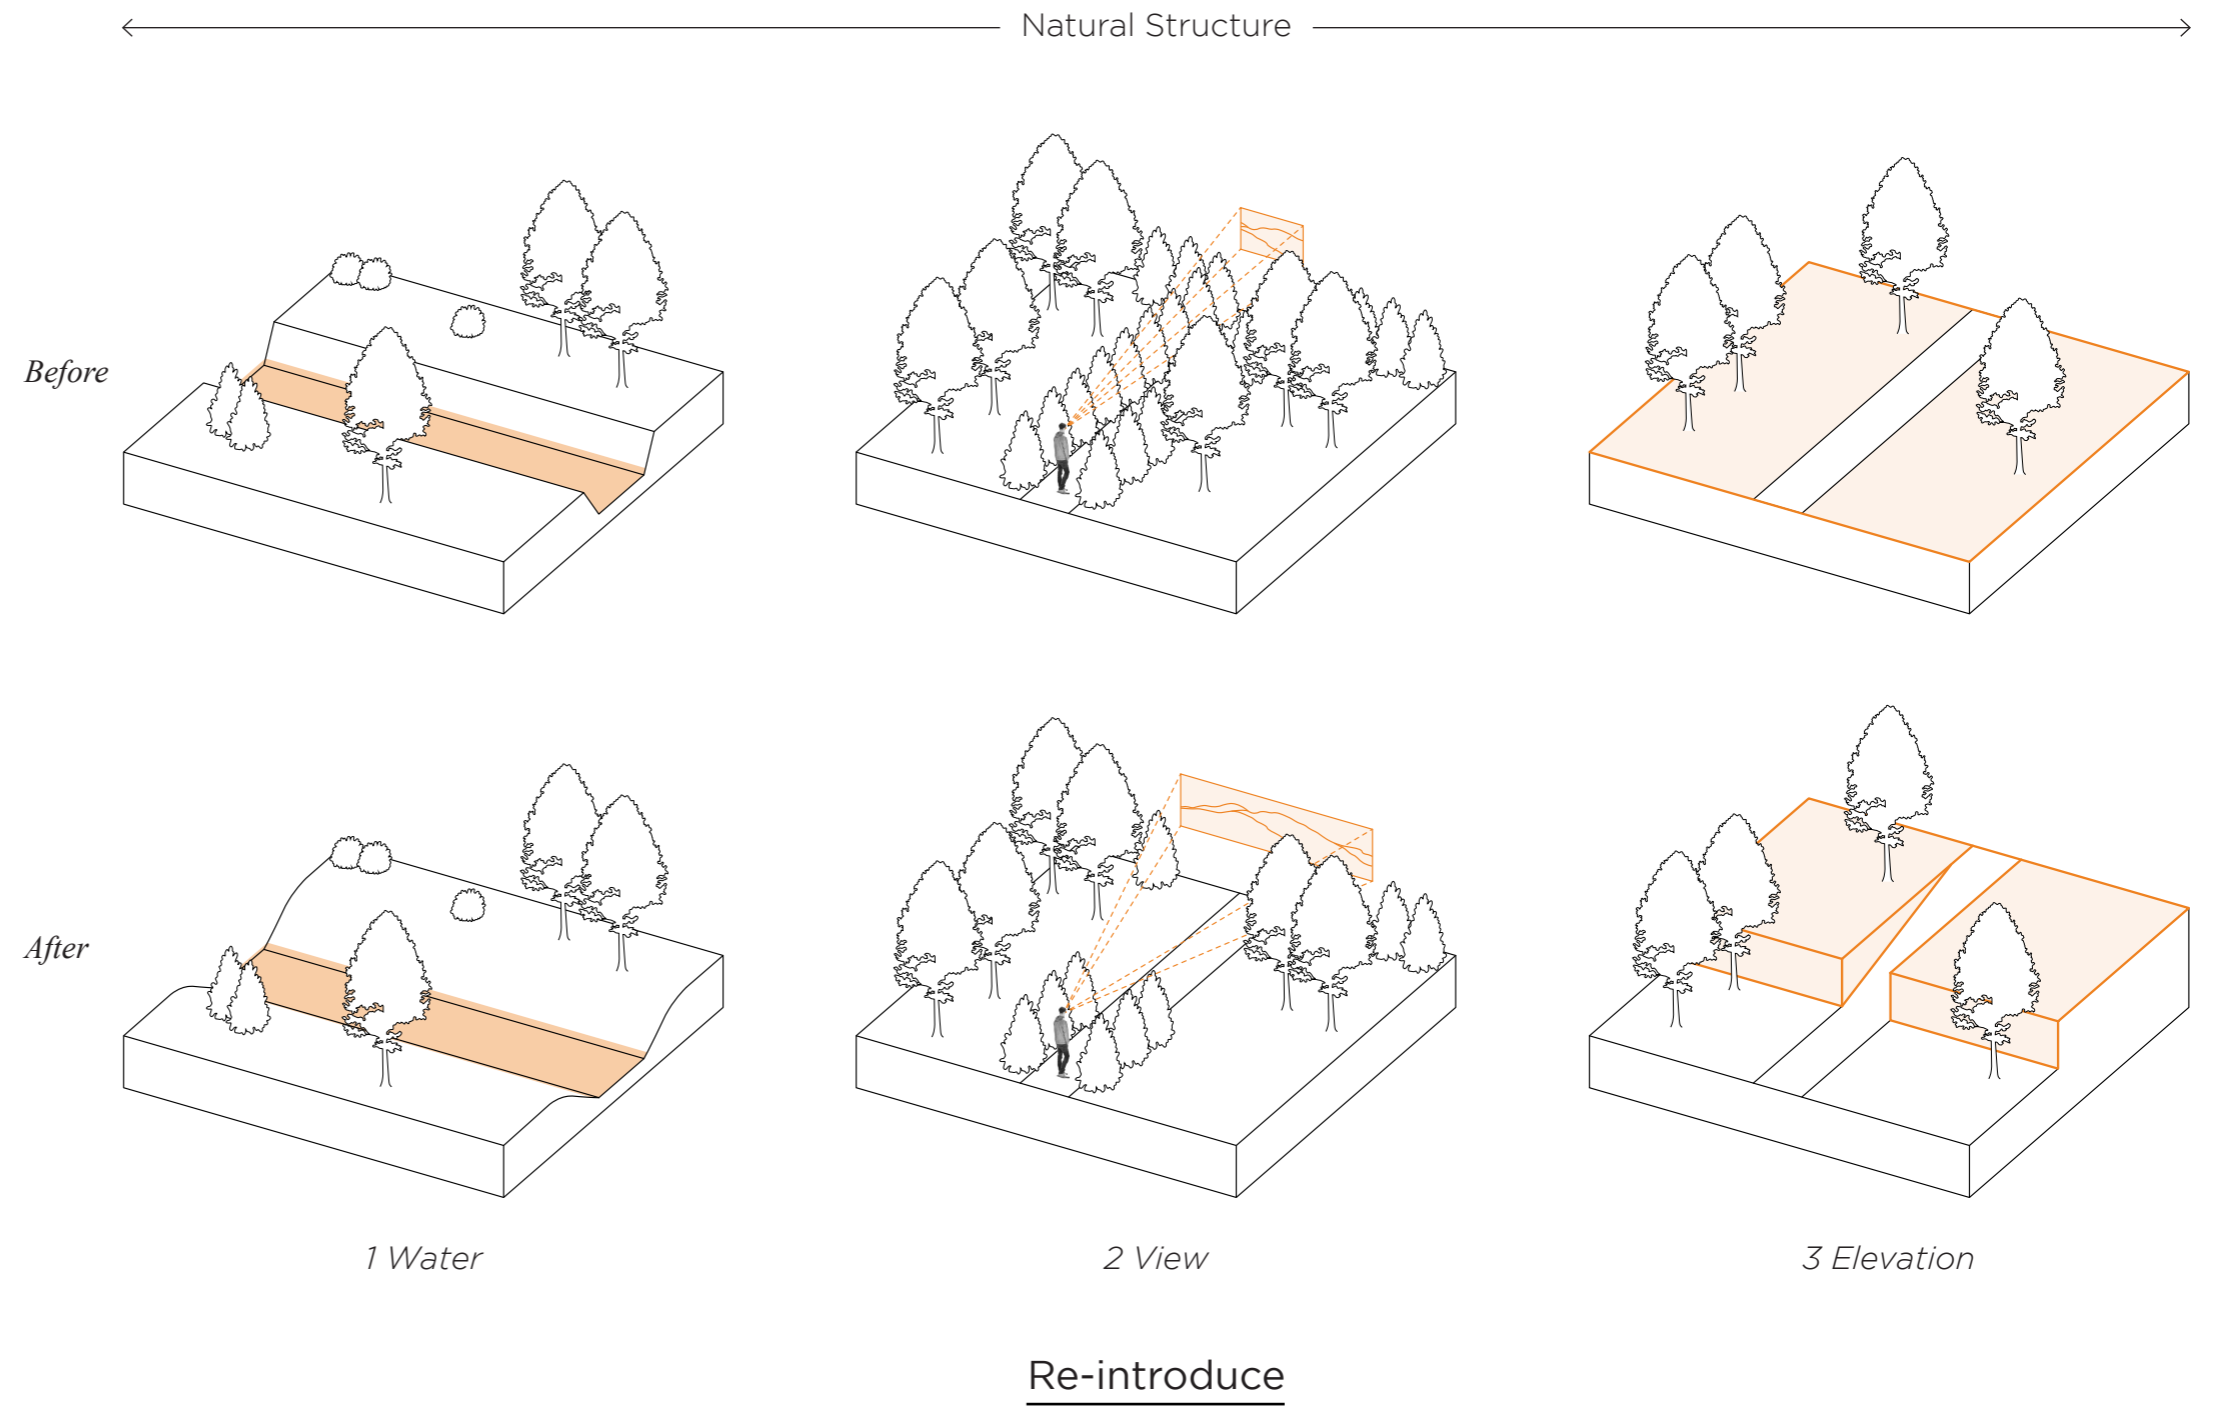 Natural Structure
Before
After
1 Water
2 View
3 Elevation
Re-introduce